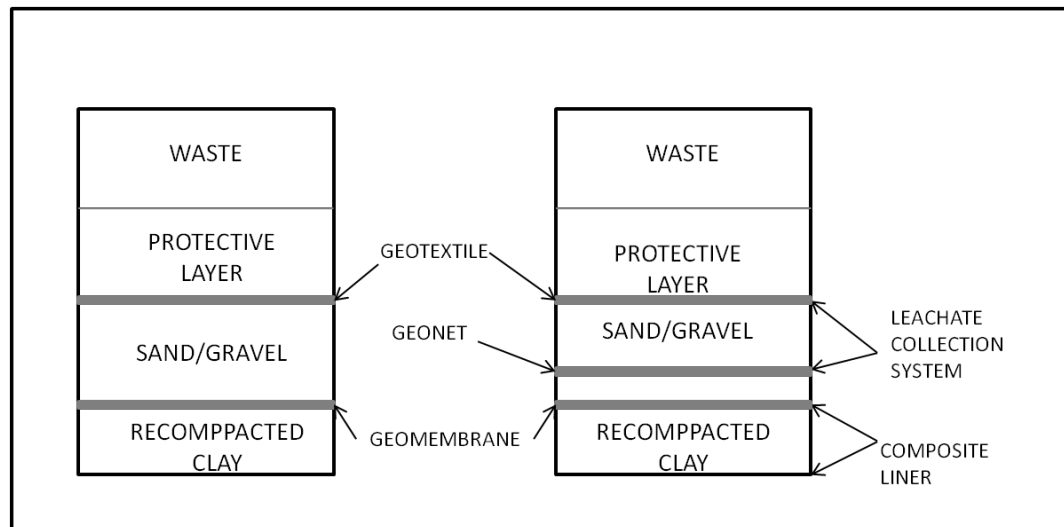 WASTE
PROTECTIVE
LAYER
SAND/GRAVEL
RECOMPPACTED
CLAY
GEOTEXTILE
GEONET
GEOMEMBRANE
WASTE
PROTECTIVE
LAYER
SAND/GRAVEL
RECOMPPACTED
CLAY
LEACHATE
COLLECTION
SYSTEM
COMPOSITE
LINER